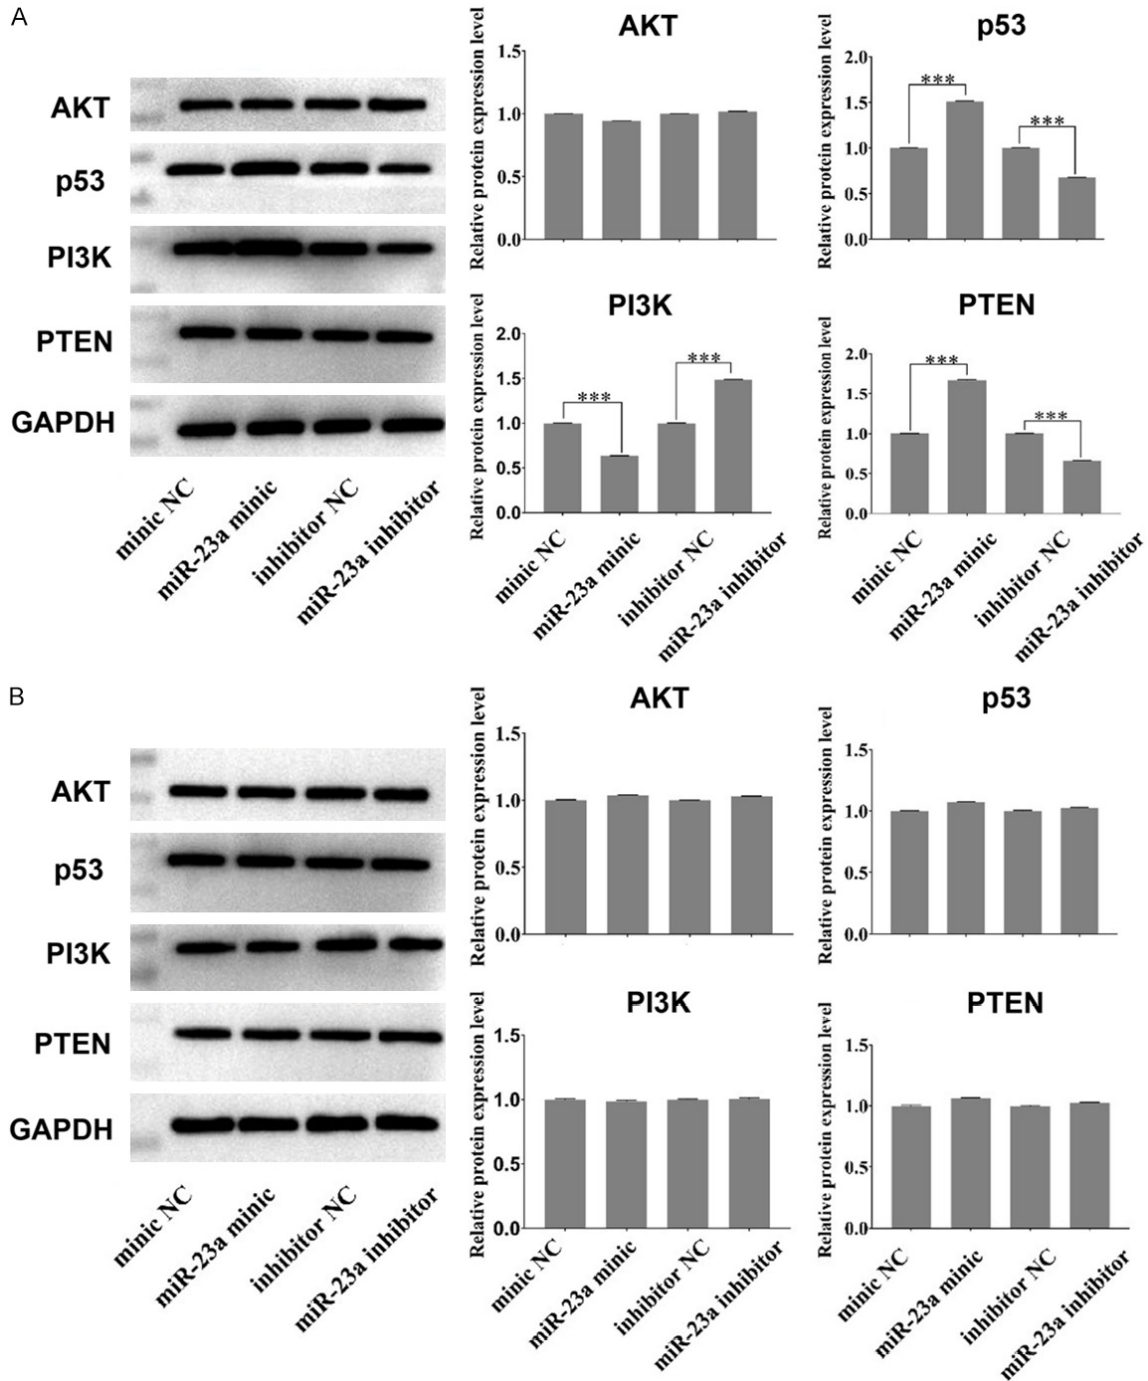 A
AKT
p53
PI3K
PTEN
GAPDH
minic NC
miR-23a minic
inhibitor NC
miR-23a inhibitor
AKT
Relative protein expression level
1.5
1.0
0.5
0.0
p53
Relative protein expression level
2.0
1.5
1.0
0.5
0.0
***
***
PI3K
Relative protein expression level
2.0
1.5
1.0
0.5
0.0
***
***
minic NC
miR-23a minic
inhibitor NC
miR-23a inhibitor
PTEN
Relative protein expression level
2.0
1.5
1.0
0.5
0.0
***
***
minic NC
miR-23a minic
inhibitor NC
miR-23a inhibitor
B
AKT
p53
PI3K
PTEN
GAPDH
minic NC
miR-23a minic
inhibitor NC
miR-23a inhibitor
AKT
Relative protein expression level
1.5
1.0
0.5
0.0
p53
Relative protein expression level
1.5
1.0
0.5
0.0
PI3K
Relative protein expression level
1.5
1.0
0.5
0.0
minic NC
miR-23a minic
inhibitor NC
miR-23a inhibitor
PTEN
Relative protein expression level
1.5
1.0
0.5
0.0
minic NC
miR-23a minic
inhibitor NC
miR-23a inhibitor